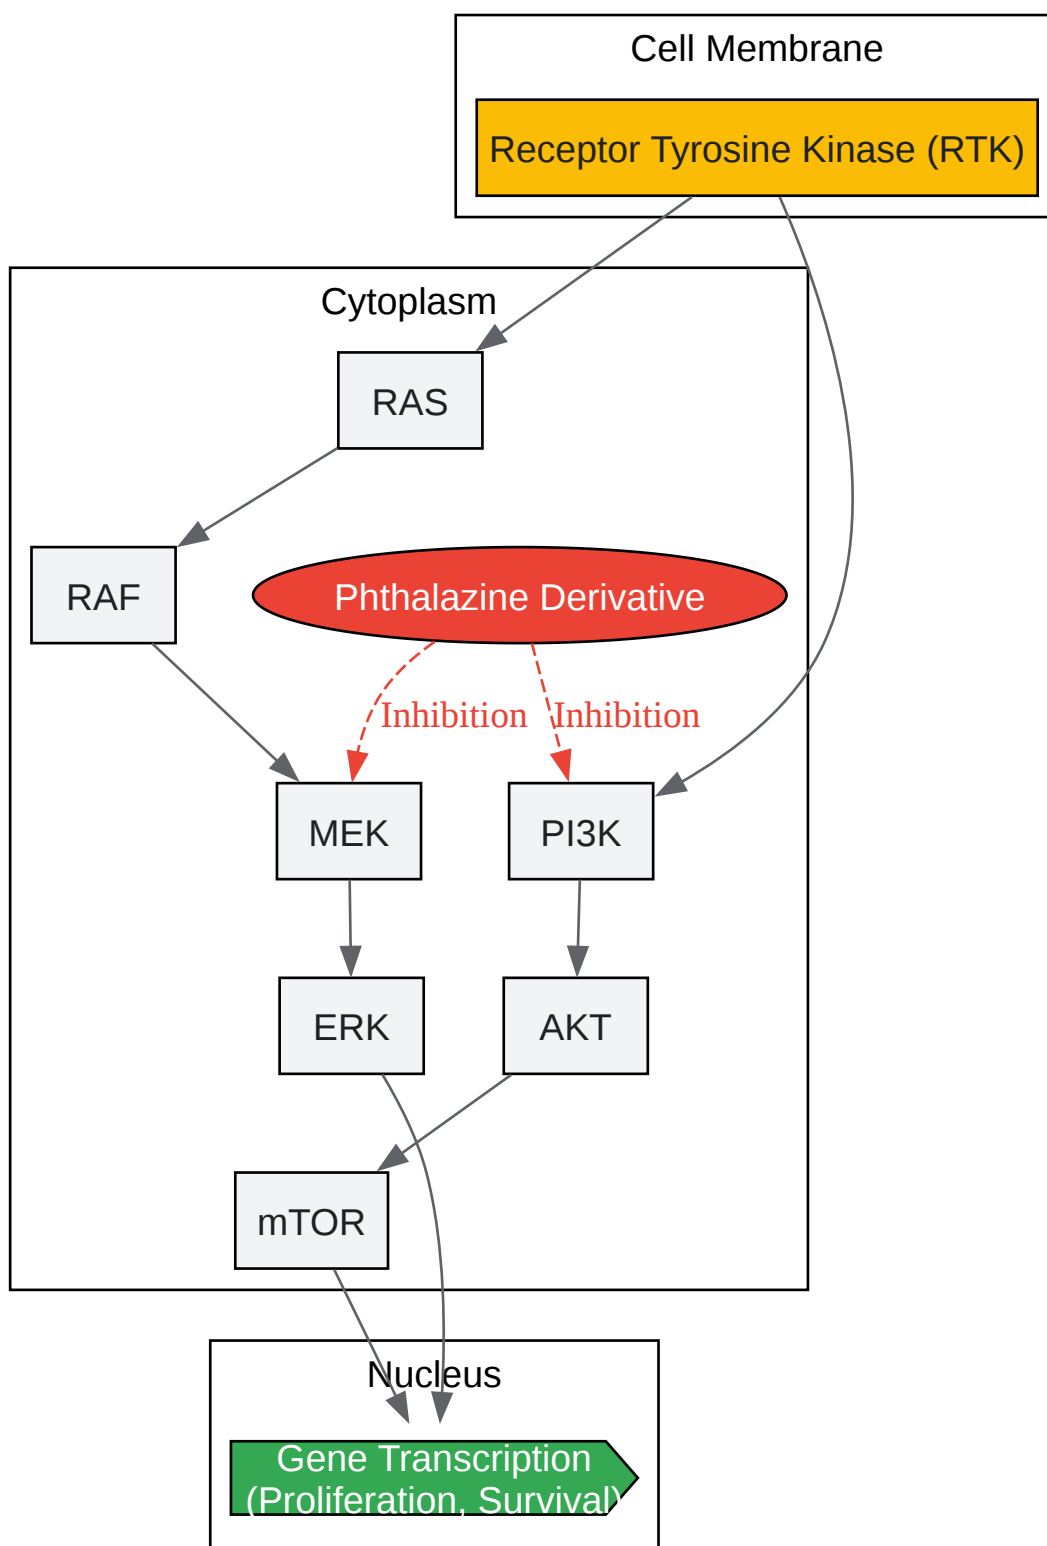 Cell Membrane
Receptor Tyrosine Kinase (RTK)
Cytoplasm
RAS
RAF
Phthalazine Derivative
Inhibition
Inhibition
MEK
PI3K
ERK
AKT
mTOR
Nucleus
Gene Transcription
(Proliferation, Survival)